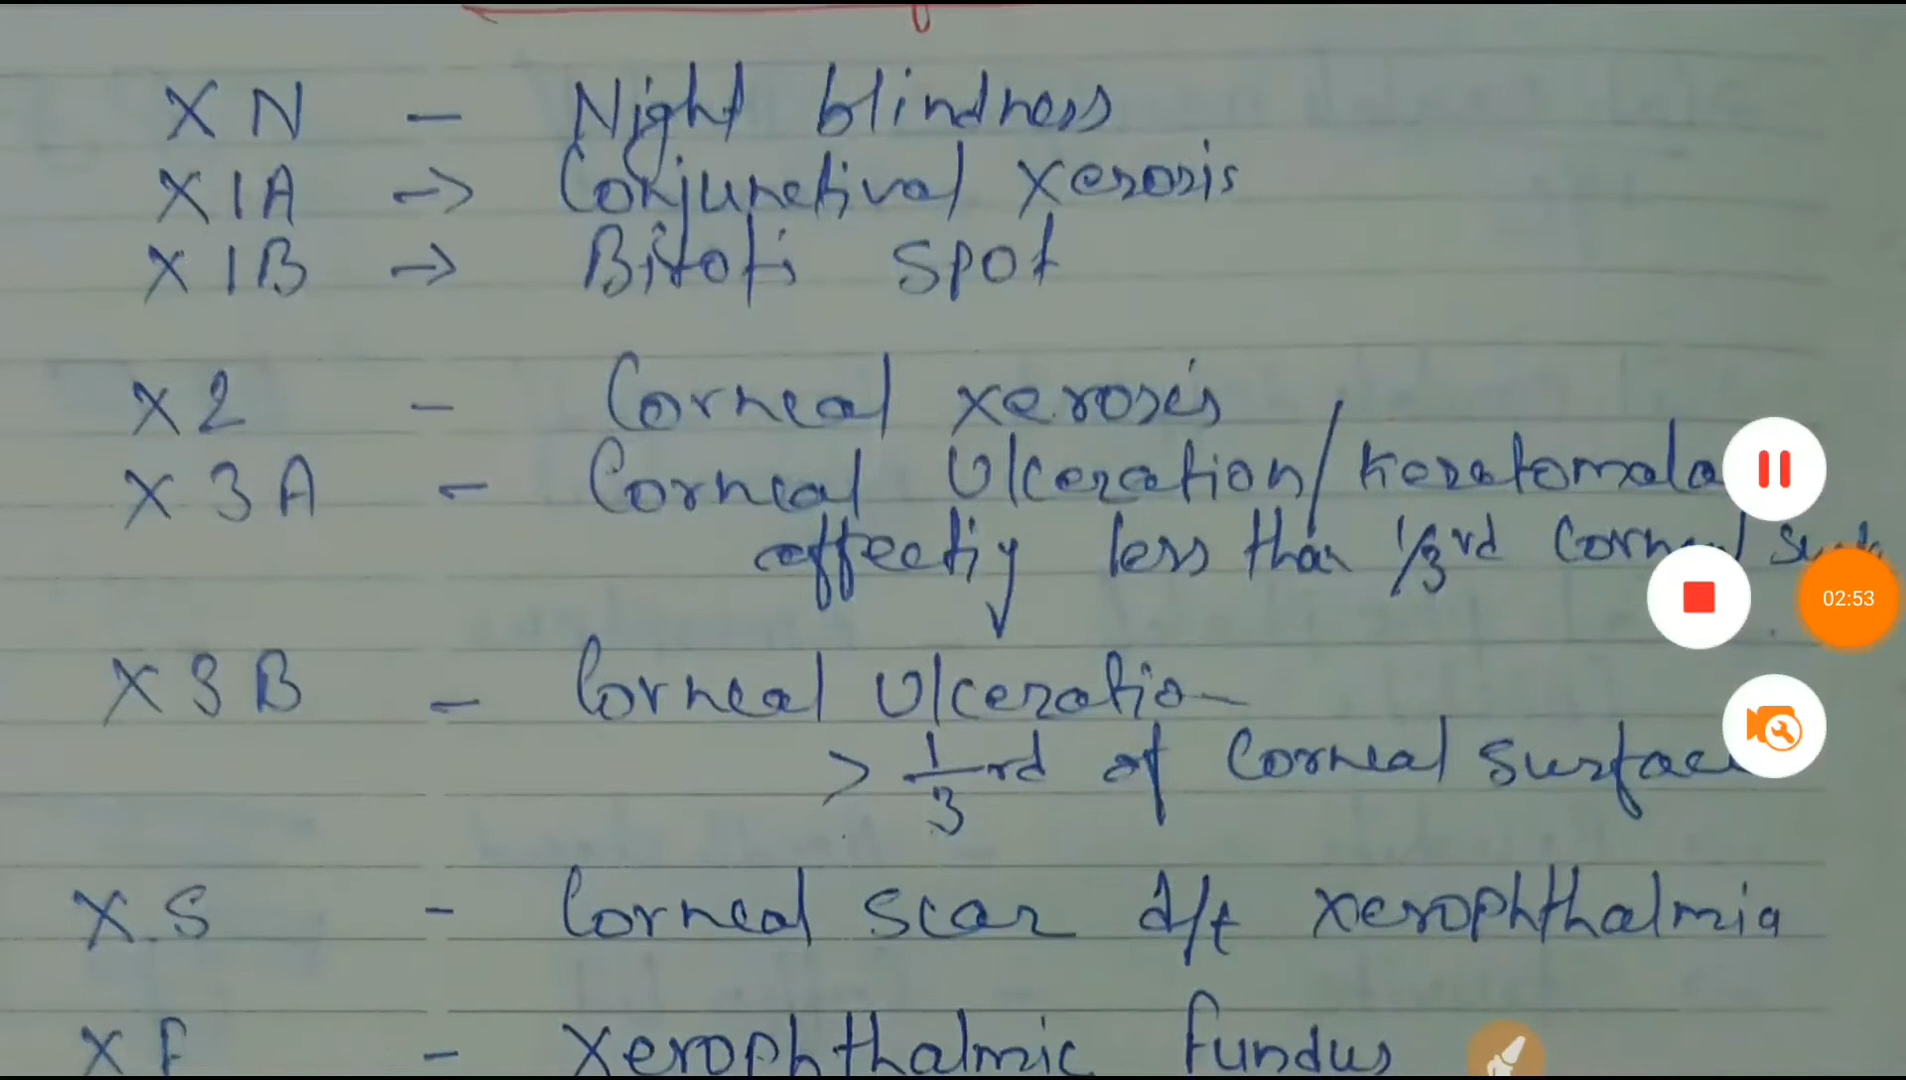 XN - Night blindness
X1A → Conjunctival Xerosis
X1B → Bitot's spot
X2 - Corneal xerosis
X3A - Corneal Ulceration/Keratomala
affecting less than 1/3rd Corneal
X3B - Corneal Ulceration
> 1/3rd of Corneal surface
02:53
XS - Corneal scar d/t xerophthalmia
XF - Xerophthalmic fundus